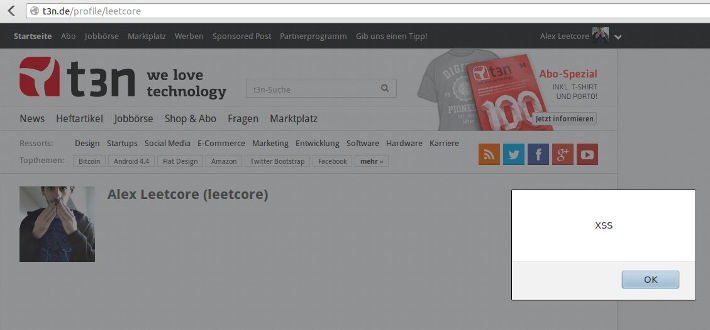 t3n.de/profile/leetcore
Startseite Abo Jobbörse Marktplatz Werben Sponsored Post Partnerprogramm Gib uns einen Tipp! Alex Leetcore
t3n we love
technology
t3n-Suche
Abo-Spezial
INKL. T-SHIRT
UND PORTO!
Jetzt informieren
t3n
100
News Heftartikel Jobbörse Shop & Abo Fragen Marktplatz
Ressorts: Design Startups Social Media E-Commerce Marketing Entwicklung Software Hardware Karriere
Topthemen: Bitcoin Android 4.4 Flat Design Amazon Twitter Bootstrap Facebook mehr »
Alex Leetcore (leetcore)
XSS
OK